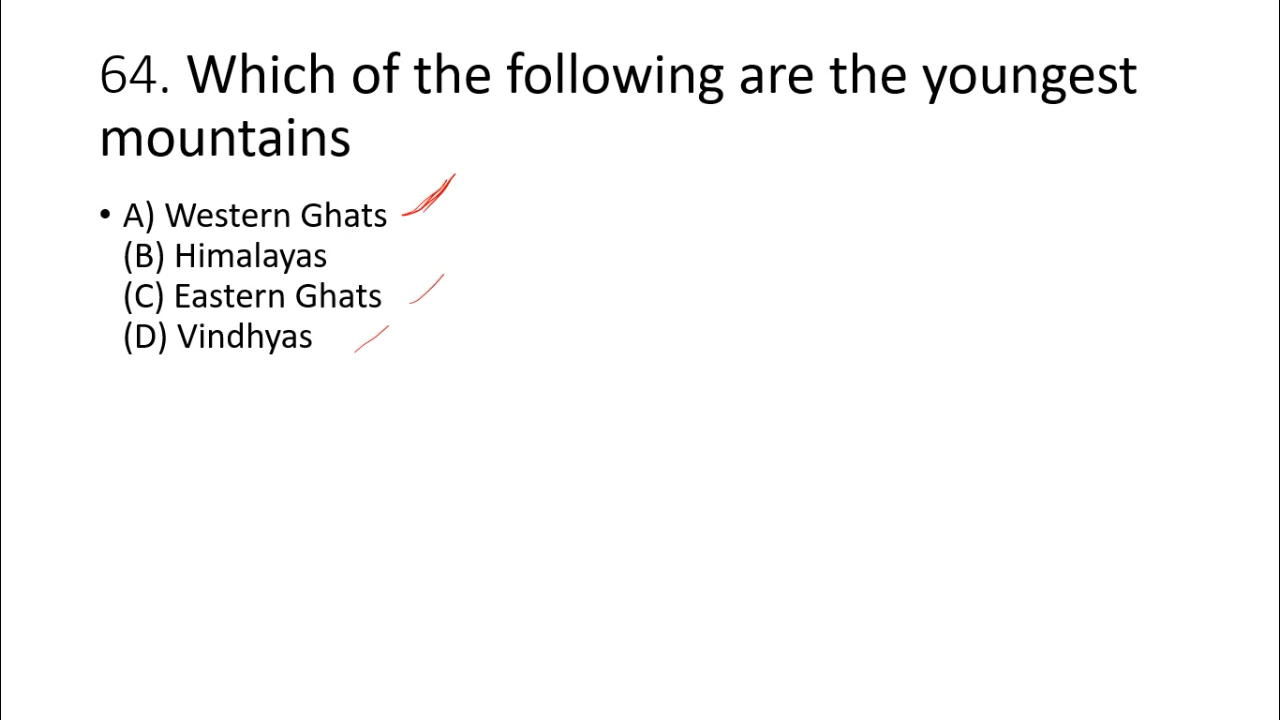 64. Which of the following are the youngest
mountains
• A) Western Ghats
(B) Himalayas
(C) Eastern Ghats
(D) Vindhyas